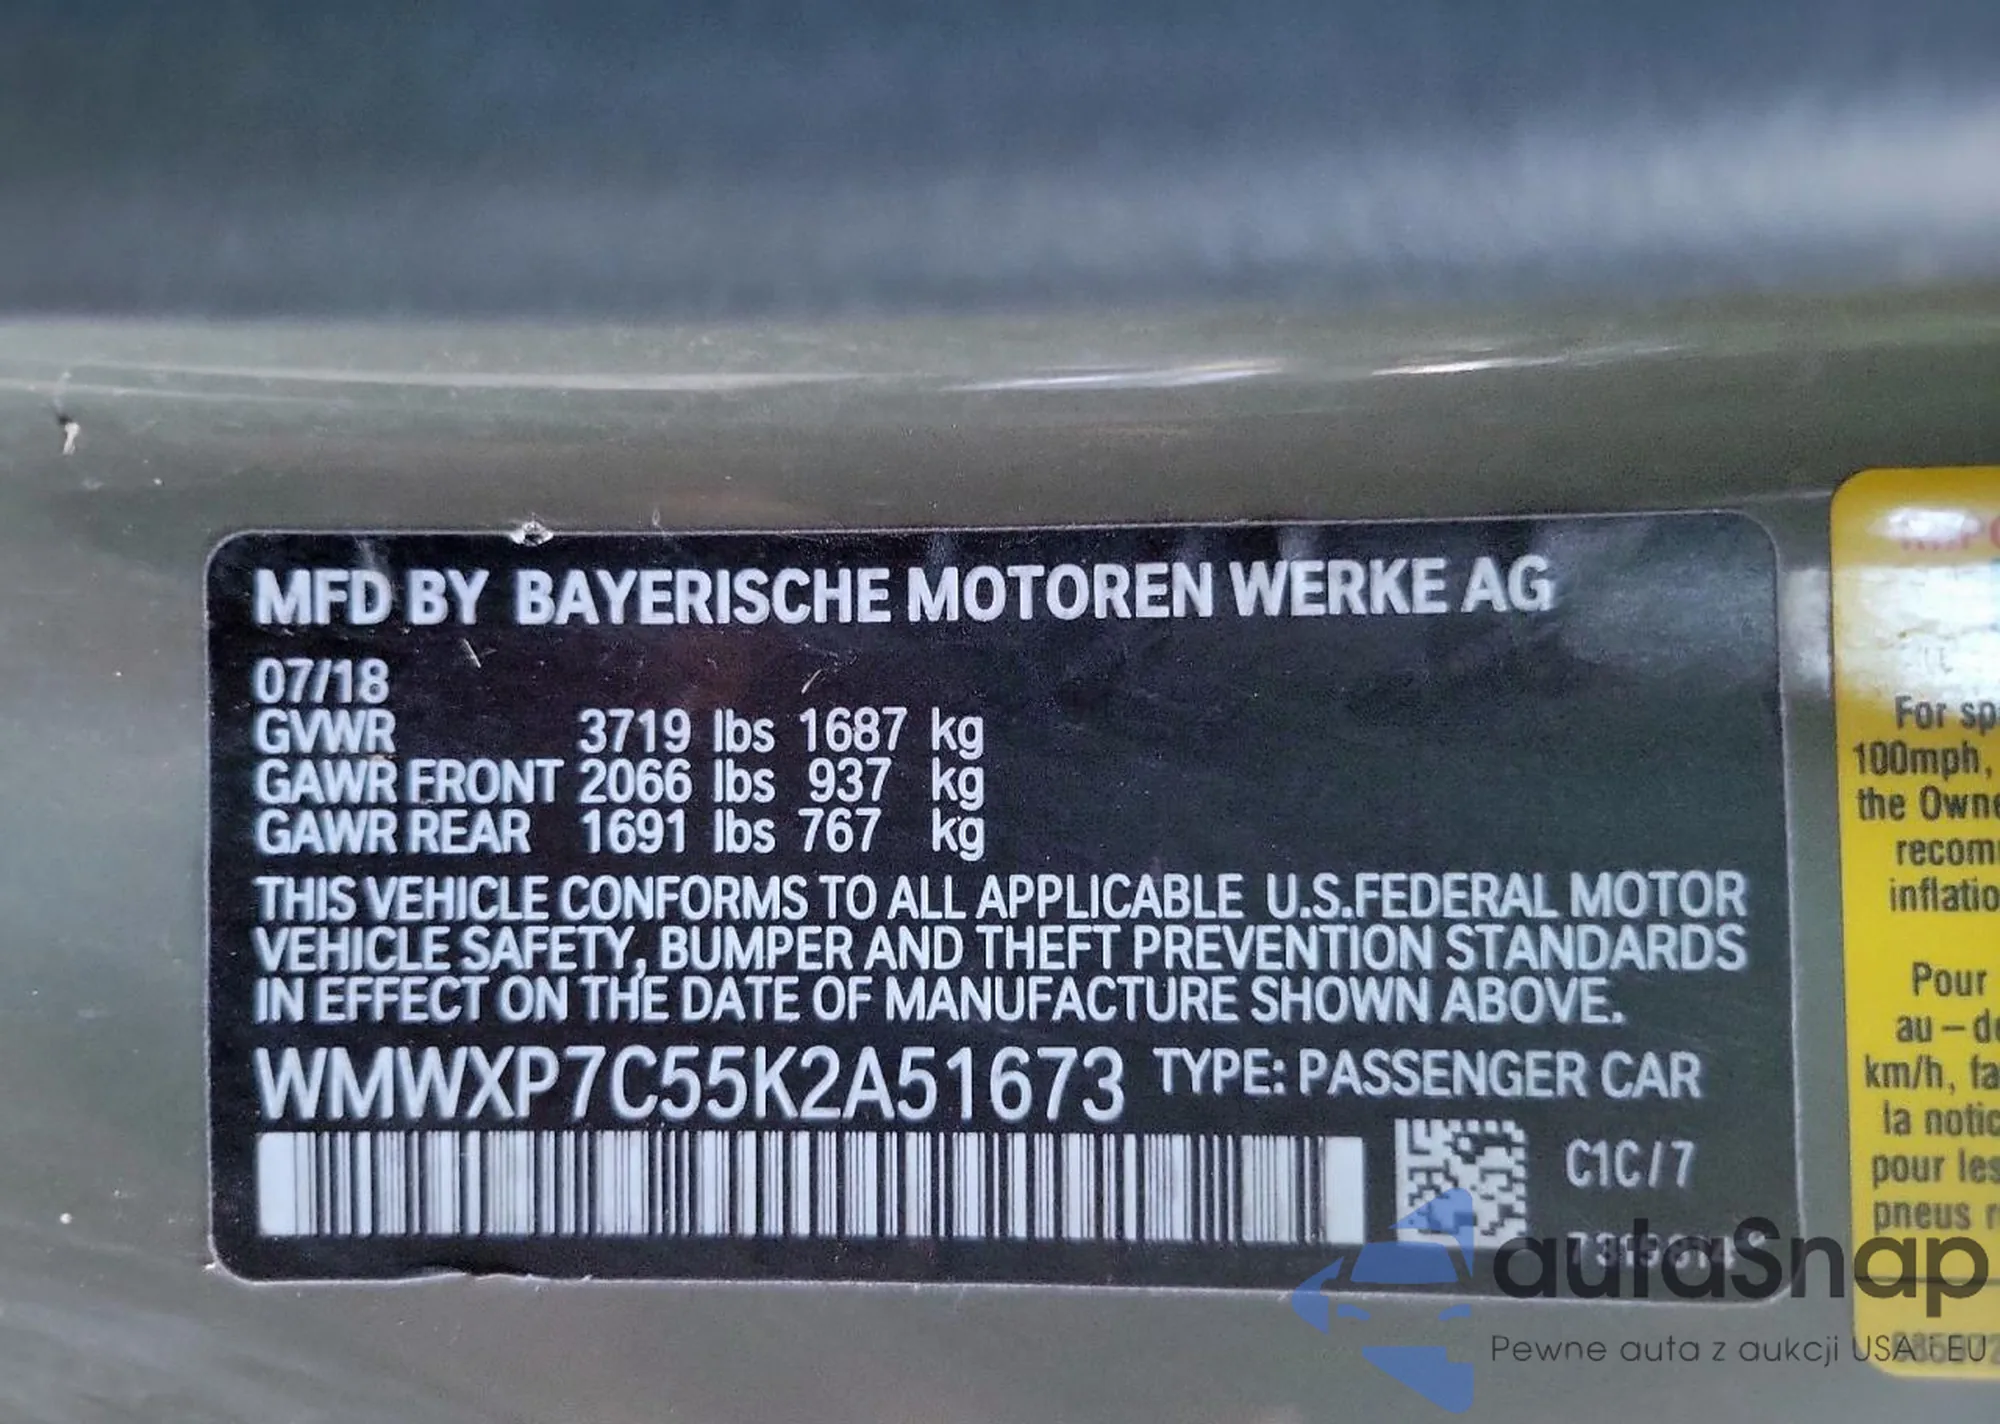 MFD BY BAYERISCHE MOTOREN WERKE AG
07/18
GVWR 3719 lbs 1687 kg
GAWR FRONT 2066 lbs 937 kg
GAWR REAR 1691 lbs 767 kg
THIS VEHICLE CONFORMS TO ALL APPLICABLE U.S.FEDERAL MOTOR
VEHICLE SAFETY, BUMPER AND THEFT PREVENTION STANDARDS
IN EFFECT ON THE DATE OF MANUFACTURE SHOWN ABOVE.
WMWXP7C55K2A51673 TYPE: PASSENGER CAR
C1C/7
For sp
100mph,
the Owne
recom
inflatio
Pour
au-de
km/h, fa
la notic
pour les
pneus r
autaSnap
Pewne auta z aukcji USA i EU